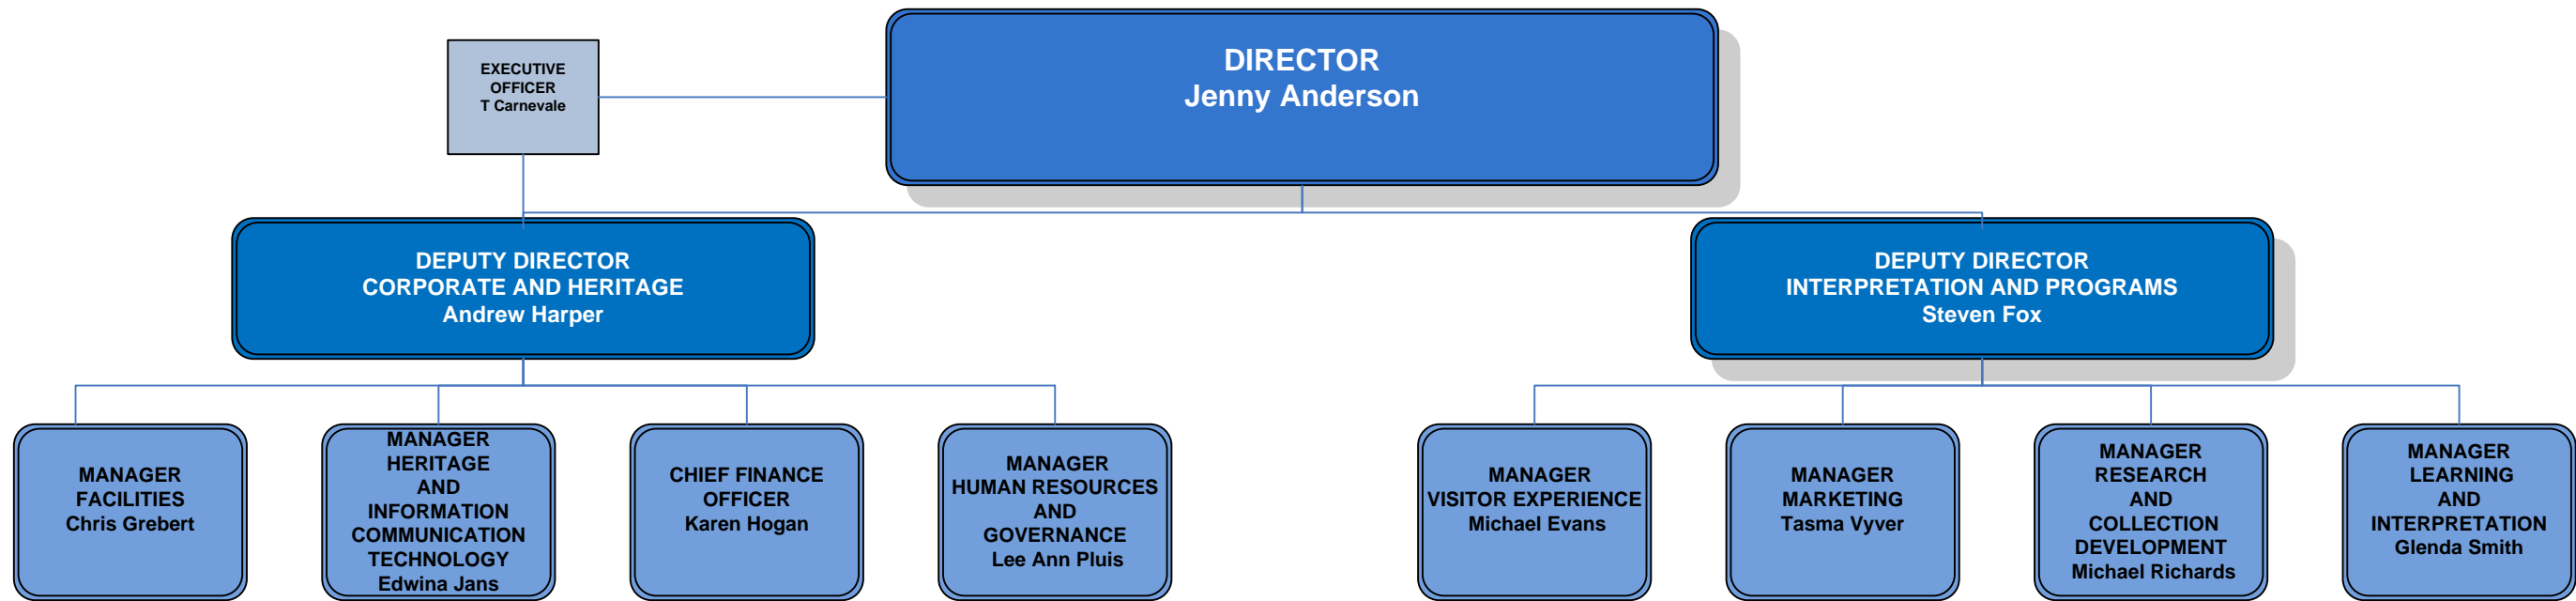 EXECUTIVE
OFFICER
T Carnevale
DIRECTOR
Jenny Anderson
DEPUTY DIRECTOR
CORPORATE AND HERITAGE
Andrew Harper
DEPUTY DIRECTOR
INTERPRETATION AND PROGRAMS
Steven Fox
MANAGER
FACILITIES
Chris Grebert
MANAGER
HERITAGE
AND
INFORMATION
COMMUNICATION
TECHNOLOGY
Edwina Jans
CHIEF FINANCE
OFFICER
Karen Hogan
MANAGER
HUMAN RESOURCES
AND
GOVERNANCE
Lee Ann Pluis
MANAGER
VISITOR EXPERIENCE
Michael Evans
MANAGER
MARKETING
Tasma Vyver
MANAGER
RESEARCH
AND
COLLECTION
DEVELOPMENT
Michael Richards
MANAGER
LEARNING
AND
INTERPRETATION
Glenda Smith